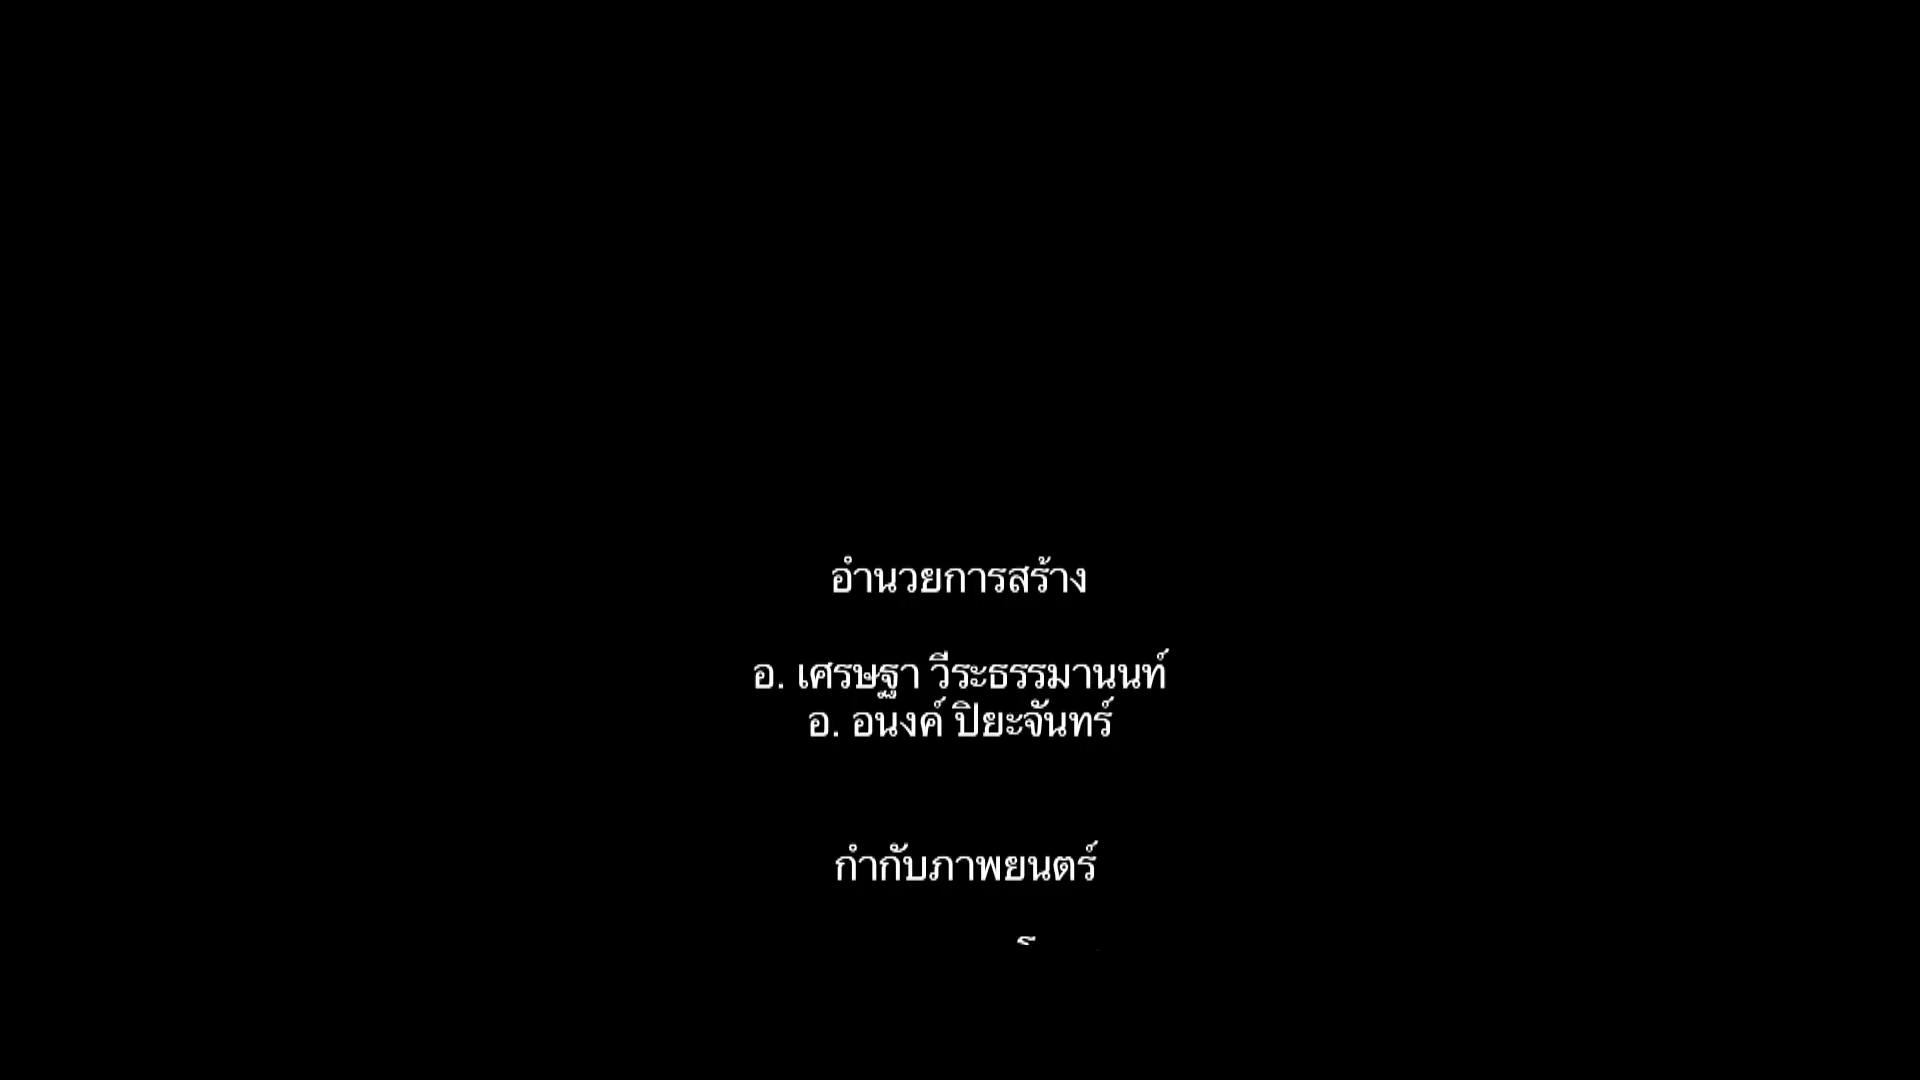 อำนวยการสร้าง
อ. เศรษฐา วีระธรรมานนท์
อ. อนงค์ ปิยะจันทร์
กำกับภาพยนตร์